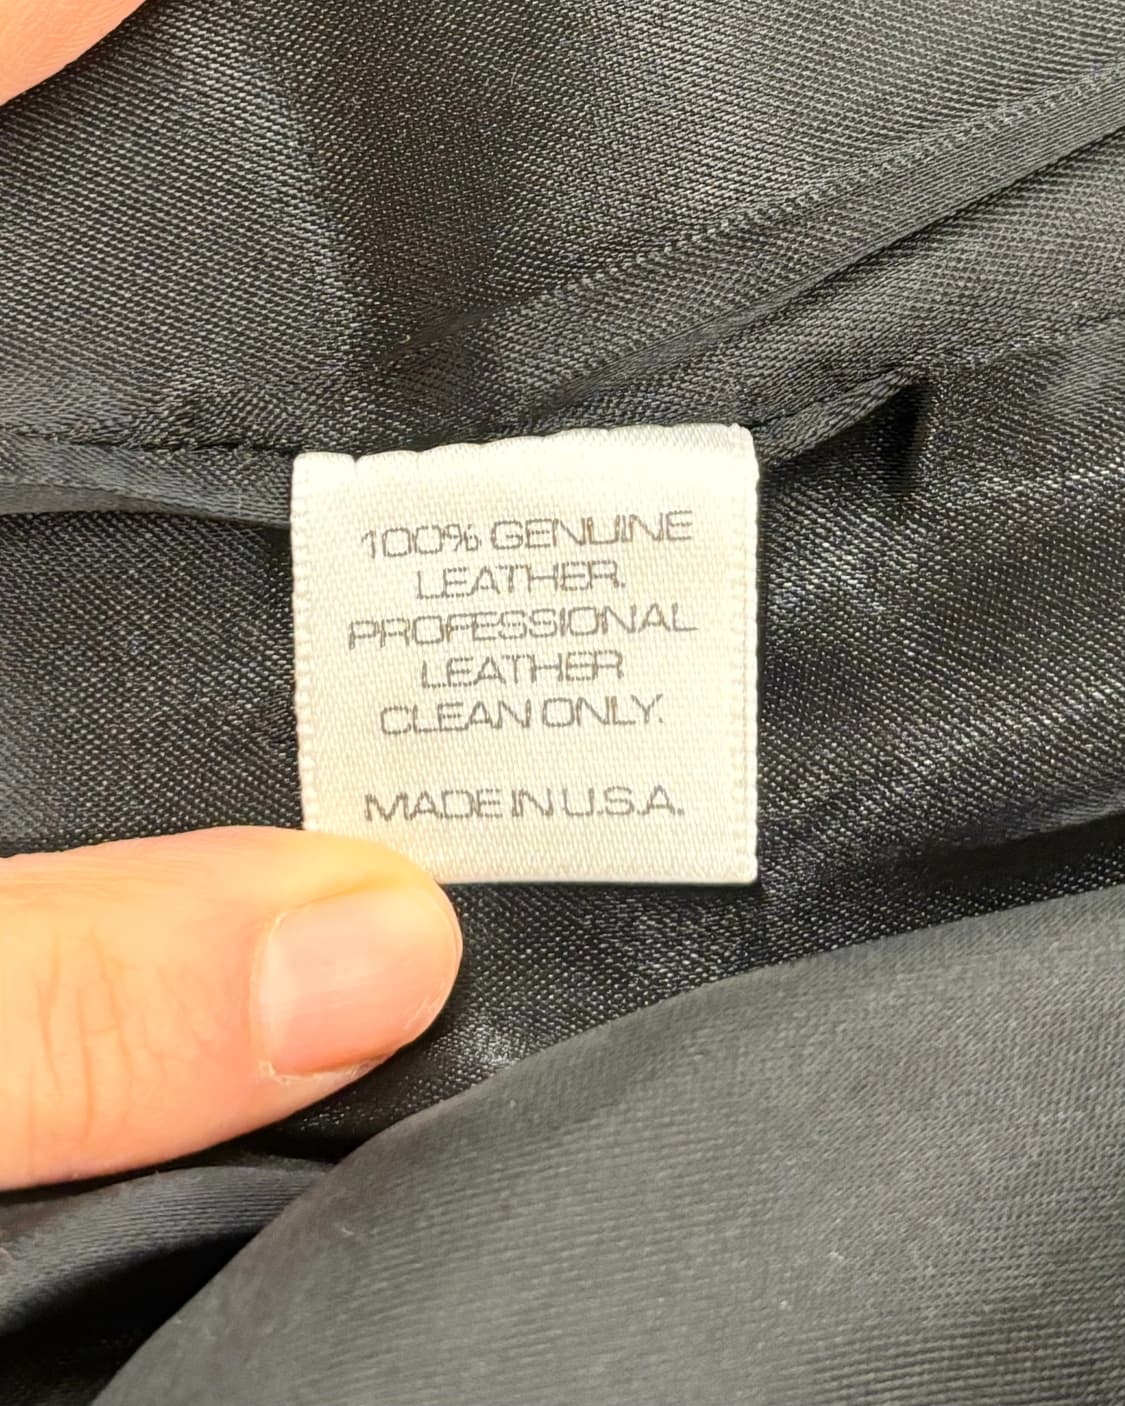 100% GENUINE
LEATHER.
PROFESSIONAL
LEATHER
CLEAN ONLY.
MADE IN U.S.A.